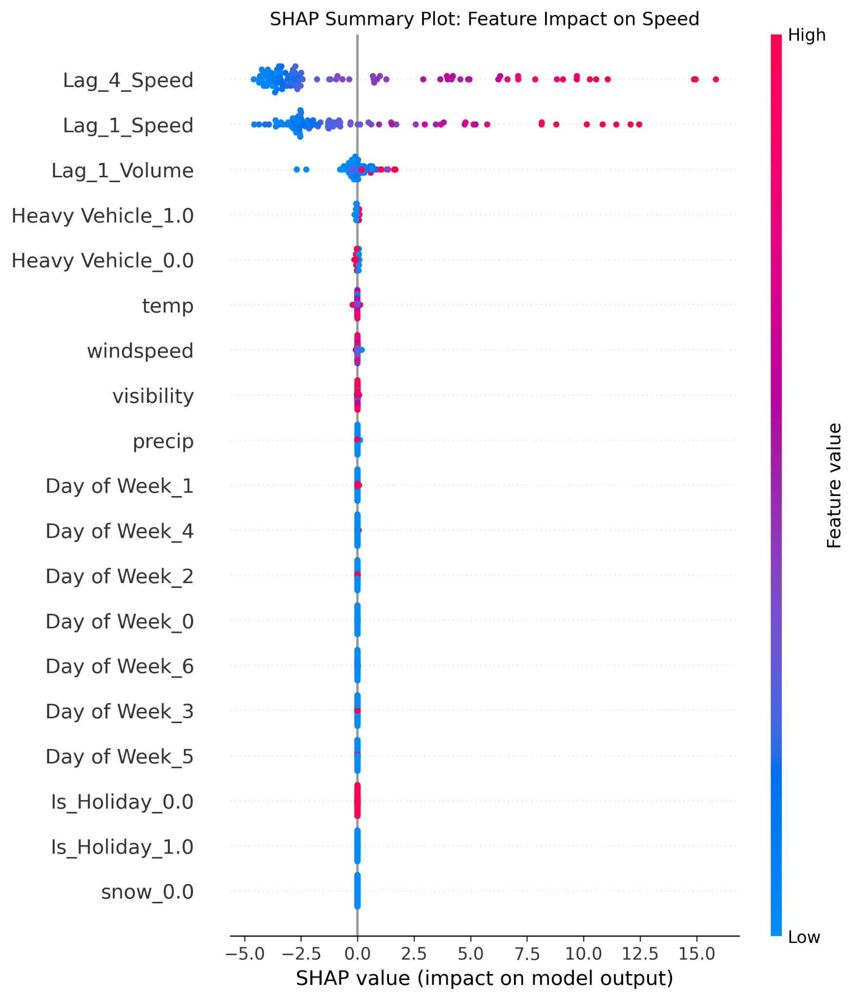 SHAP Summary Plot: Feature Impact on Speed
High
Lag_4_Speed
Lag_1_Speed
Lag_1_Volume
Heavy Vehicle_1.0
Heavy Vehicle_0.0
temp
windspeed
visibility
precip
Day of Week_1
Day of Week_4
Day of Week_2
Day of Week_0
Day of Week_6
Day of Week_3
Day of Week_5
Is_Holiday_0.0
Is_Holiday_1.0
snow_0.0
Feature value
Low
−5.0 −2.5 0.0 2.5 5.0 7.5 10.0 12.5 15.0
SHAP value (impact on model output)